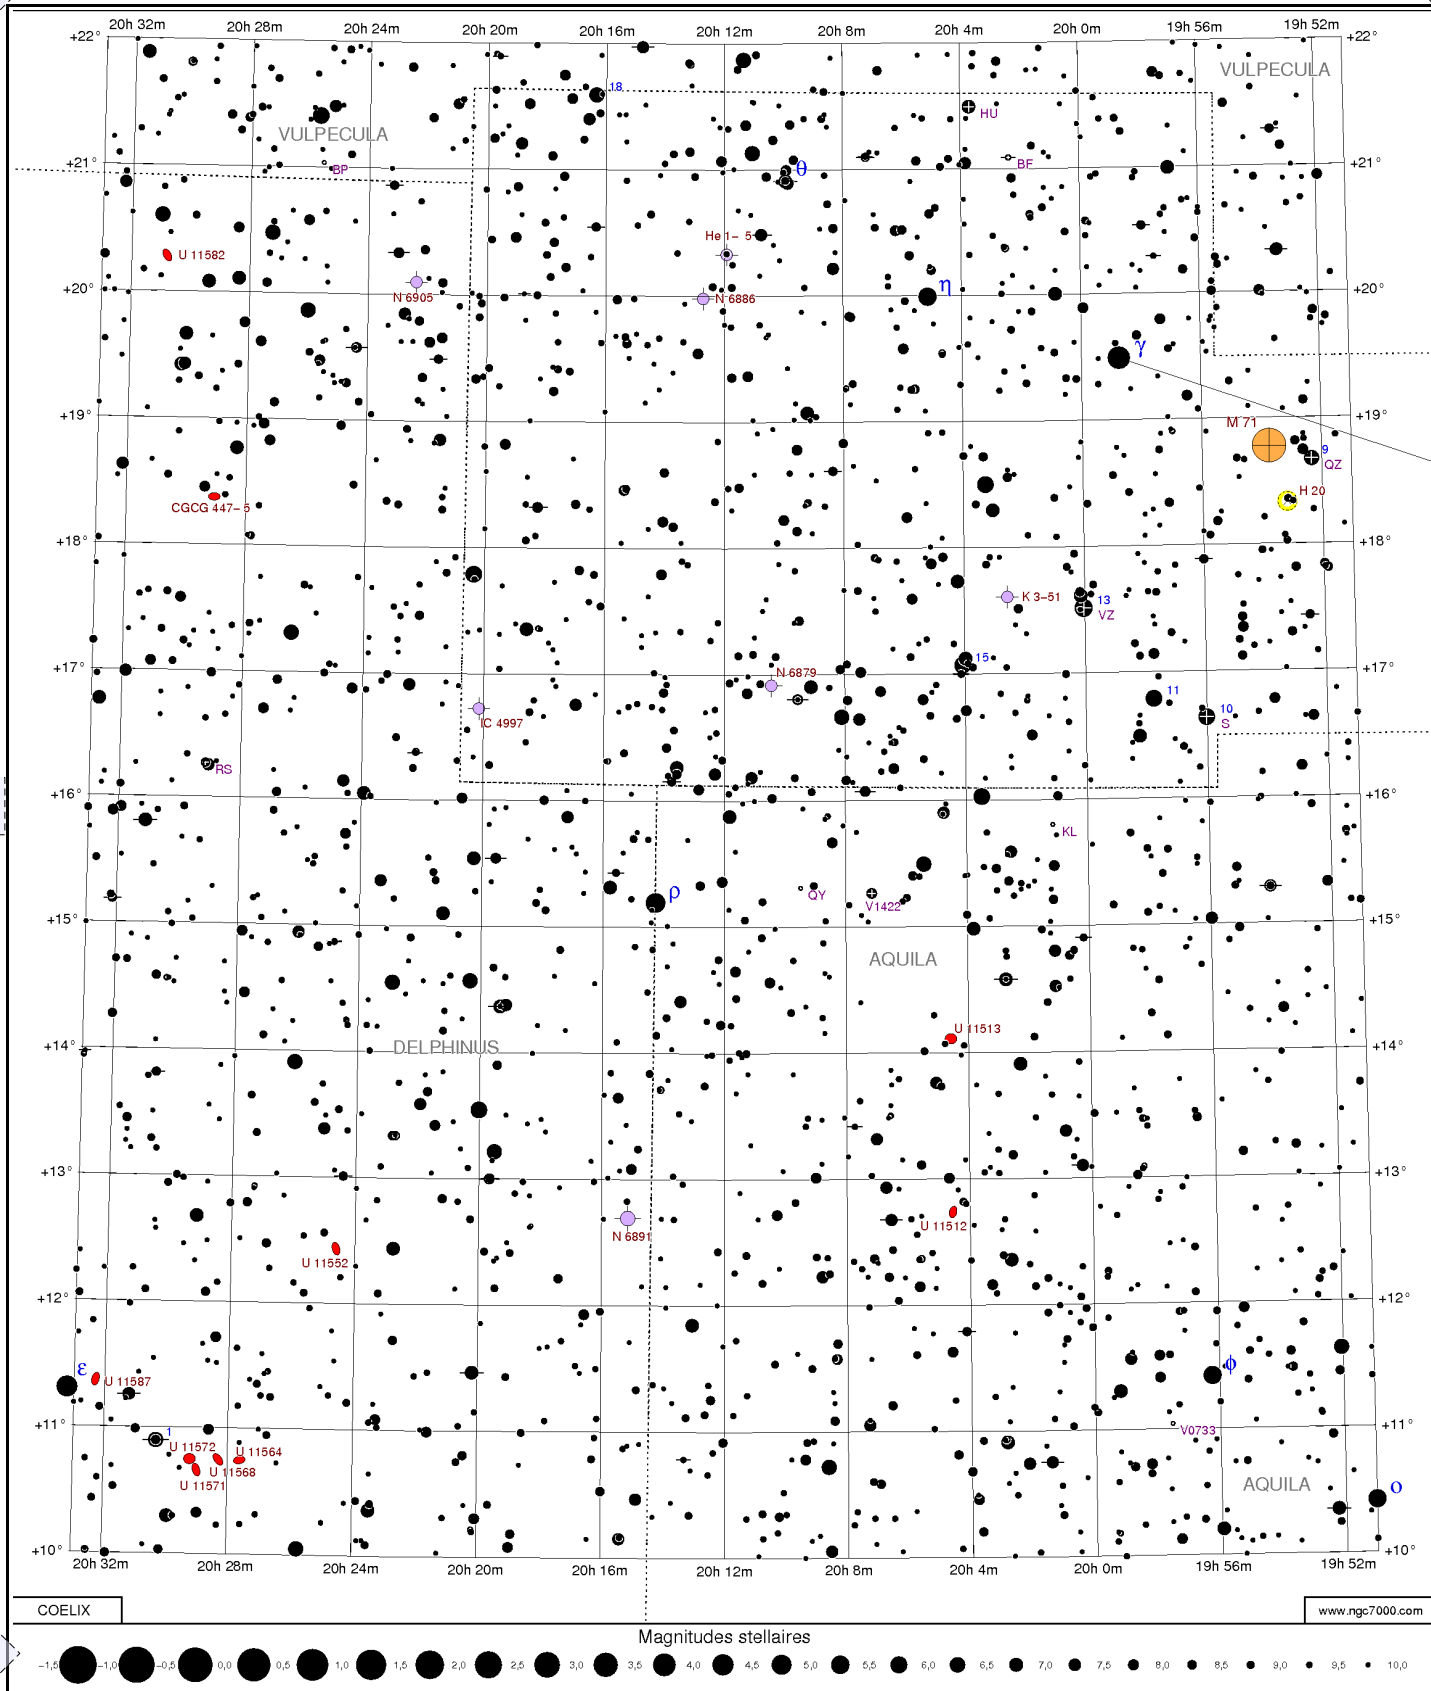 20h 32m 20h 28m 20h 24m 20h 20m 20h 16m 20h 12m 20h 8m 20h 4m 20h 0m 19h 56m 19h 52m
+22° +22°
VULPECULA
18
HU
VULPECULA
+21° BP θ BF +21°
He 1- 5
U 11582
+20° N 6905 N 6886 η +20°
γ
+19° M 71 +19°
9
QZ
H 20
CGCG 447-5
+18° +18°
K 3-51 13
VZ
+17° 15 +17°
N 6879
11
10
IC 4997 S
RS
+16° +16°
KL
ρ QY
V1422
+15° +15°
AQUILA
U 11513
+14° DELPHINUS +14°
+13° +13°
U 11512
N 6891
U 11552
+12° +12°
ε φ
U 11587
+11° +11°
1 V0733
U 11572 U 11564
U 11568
U 11571
AQUILA ο
+10° +10°
20h 32m 20h 28m 20h 24m 20h 20m 20h 16m 20h 12m 20h 8m 20h 4m 20h 0m 19h 56m 19h 52m
COELIX www.ngc7000.com
Magnitudes stellaires
-1,5 -1,0 -0,5 0,0 0,5 1,0 1,5 2,0 2,5 3,0 3,5 4,0 4,5 5,0 5,5 6,0 6,5 7,0 7,5 8,0 8,5 9,0 9,5 10,0